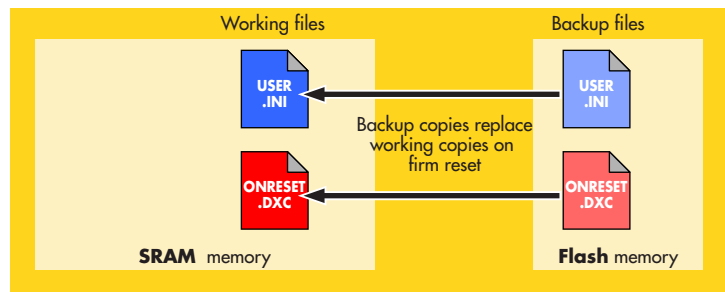 Working files
Backup files
USER
.INI
USER
.INI
Backup copies replace
working copies on
firm reset
ONRESET
.DXC
ONRESET
.DXC
SRAM memory
Flash memory